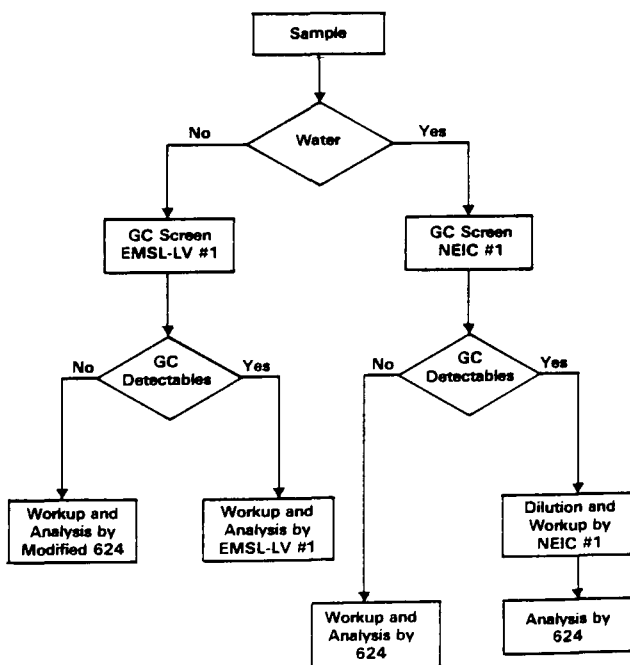 Sample
No
Water
Yes
GC Screen
EMSL-LV #1
GC Screen
NEIC #1
No
GC
Detectables
Yes
No
GC
Detectables
Yes
Workup and
Analysis by
Modified 624
Workup and
Analysis by
EMSL-LV #1
Dilution and
Workup by
NEIC #1
Workup and
Analysis by
624
Analysis by
624